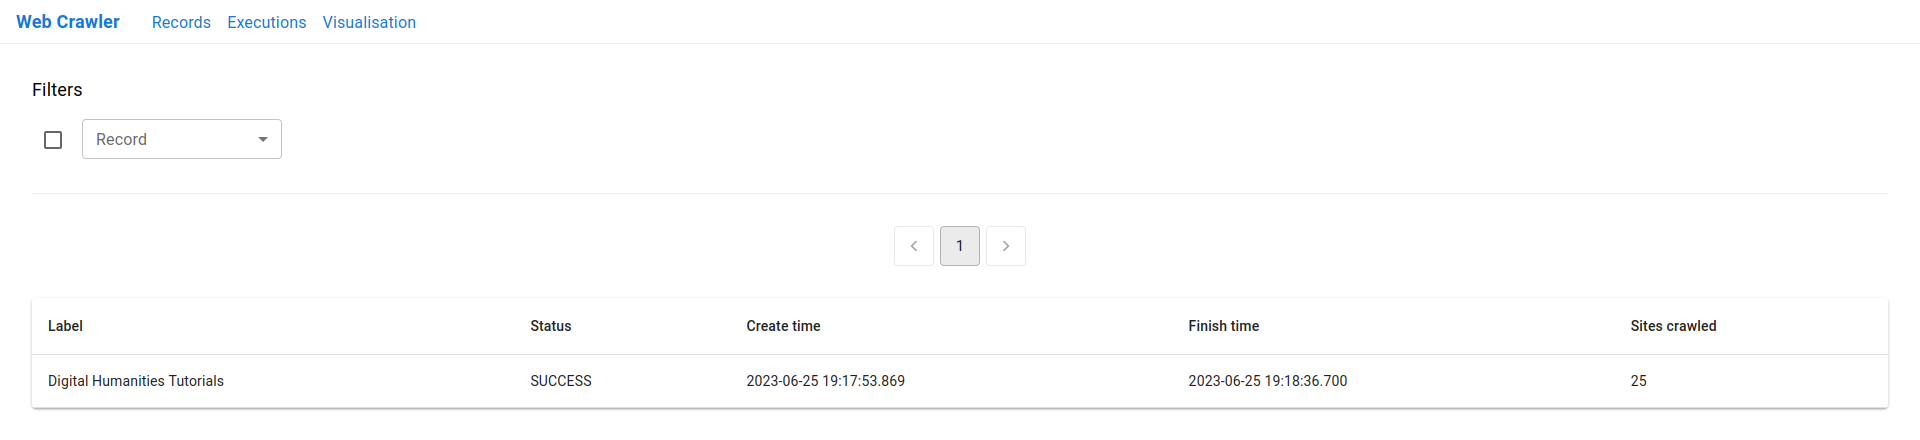 Web Crawler Records Executions Visualisation
Filters
Record
1
Label Status Create time Finish time Sites crawled
Digital Humanities Tutorials SUCCESS 2023-06-25 19:17:53.869 2023-06-25 19:18:36.700 25